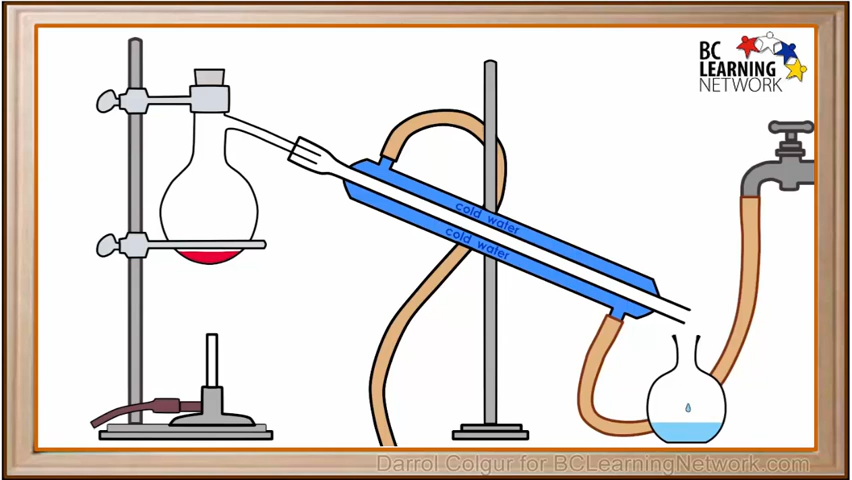 BC
LEARNING
NETWORK
cold water
cold water
Darrol Colgur for BCLearningNetwork.com